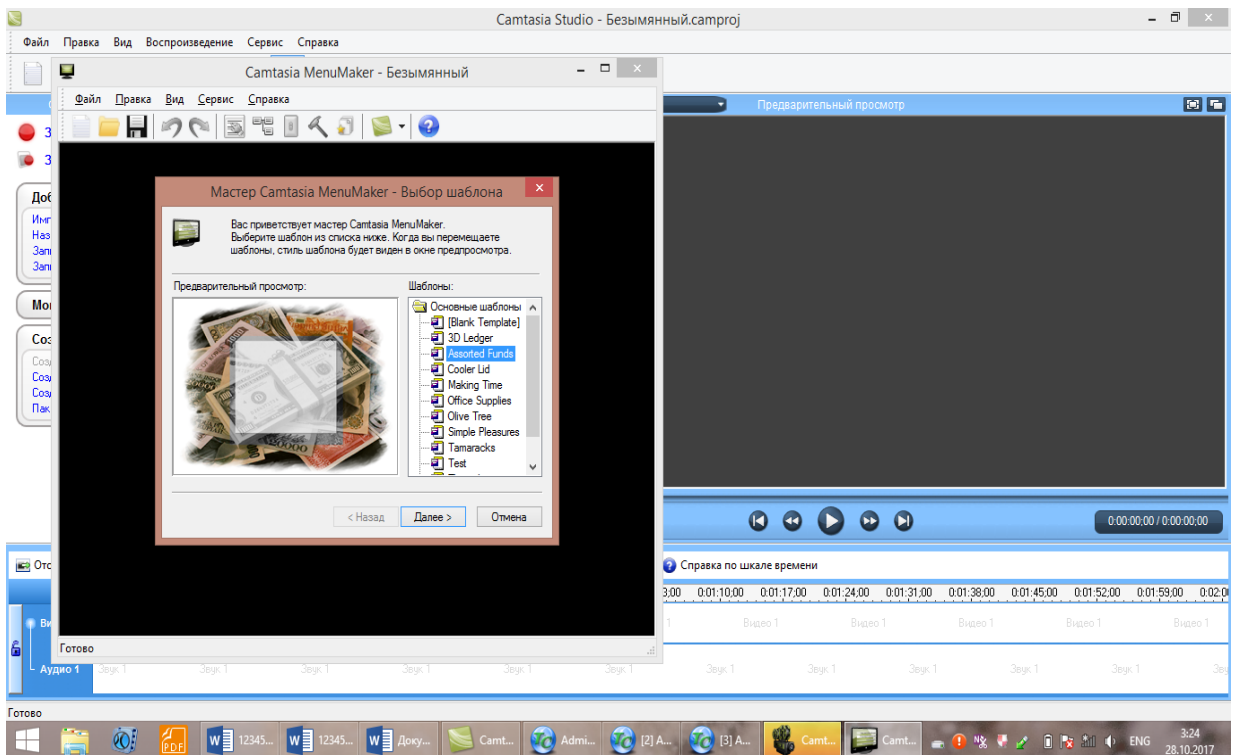 Camtasia Studio - Безымянный.camproj
Файл Правка Вид Воспроизведение Сервис Справка
Camtasia MenuMaker - Безымянный
Файл Правка Вид Сервис Справка
Предварительный просмотр
Мастер Camtasia MenuMaker - Выбор шаблона
Вас приветствует мастер Camtasia MenuMaker.
Выберите шаблон из списка ниже. Когда вы перемещаете
шаблоны, стиль шаблона будет виден в окне предпросмотра.
Предварительный просмотр:
Шаблоны:
Основные шаблоны
[Blank Template]
3D Ledger
Assorted Funds
Cooler Lid
Making Time
Office Supplies
Olive Tree
Simple Pleasures
Tamaracks
Test
< Назад Далее > Отмена
0:00:00;00 / 0:00:00;00
Справка по шкале времени
3;00 0:01:10;00 0:01:17;00 0:01:24;00 0:01:31;00 0:01:38;00 0:01:45;00 0:01:52;00 0:01:59;00 0:02:0
Видео 1 Видео 1 Видео 1 Видео 1 Видео 1
Готово
Аудио 1 Звук 1 Звук 1 Звук 1 Звук 1 Звук 1 Звук 1 Звук 1 Звук 1 Звук 1 Звук 1 Звук 1
Готово
12345... 12345... Доку... Camt... Admi... [2] A... [3] A... Camt... Camt... ENG
3:24
28.10.2017